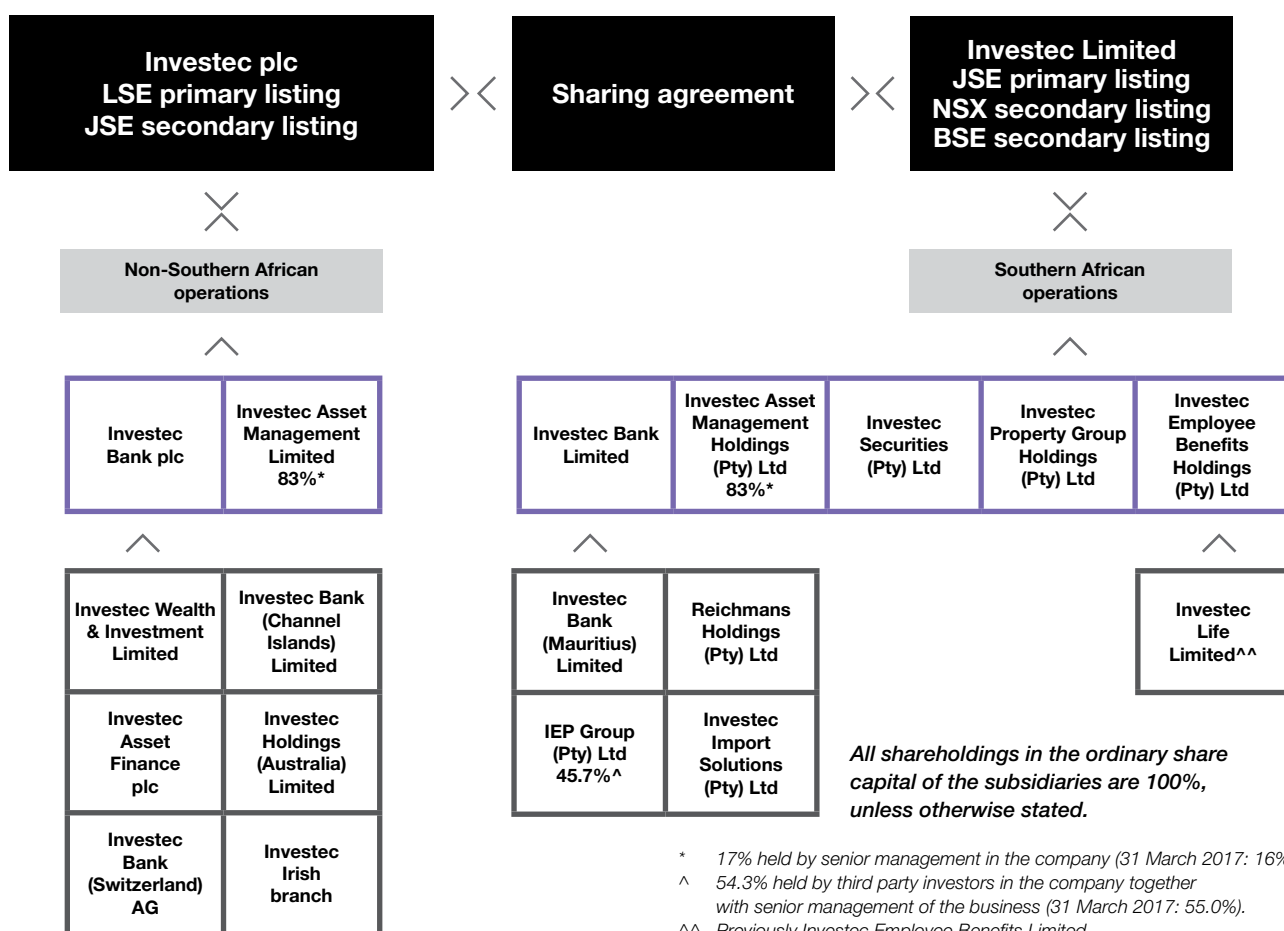 Investec plc
LSE primary listing
JSE secondary listing
Sharing agreement
Investec Limited
JSE primary listing
NSX secondary listing
BSE secondary listing
Non-Southern African
operations
Southern African
operations
Investec
Bank plc
Investec Asset
Management
Limited
83%*
Investec Bank
Limited
Investec Asset
Management
Holdings
(Pty) Ltd
83%*
Investec
Securities
(Pty) Ltd
Investec
Property Group
Holdings
(Pty) Ltd
Investec
Employee
Benefits
Holdings
(Pty) Ltd
Investec Wealth
& Investment
Limited
Investec Bank
(Channel
Islands)
Limited
Investec
Asset
Finance
plc
Investec
Holdings
(Australia)
Limited
Investec
Bank
(Switzerland)
AG
Investec
Irish
branch
Investec
Bank
(Mauritius)
Limited
Reichmans
Holdings
(Pty) Ltd
IEP Group
(Pty) Ltd
45.7%^
Investec
Import
Solutions
(Pty) Ltd
Investec
Life
Limited^^
All shareholdings in the ordinary share
capital of the subsidiaries are 100%,
unless otherwise stated.
* 17% held by senior management in the company (31 March 2017: 16%
^ 54.3% held by third party investors in the company together
with senior management of the business (31 March 2017: 55.0%).
^^ Previously Investec Employee Benefits Limited